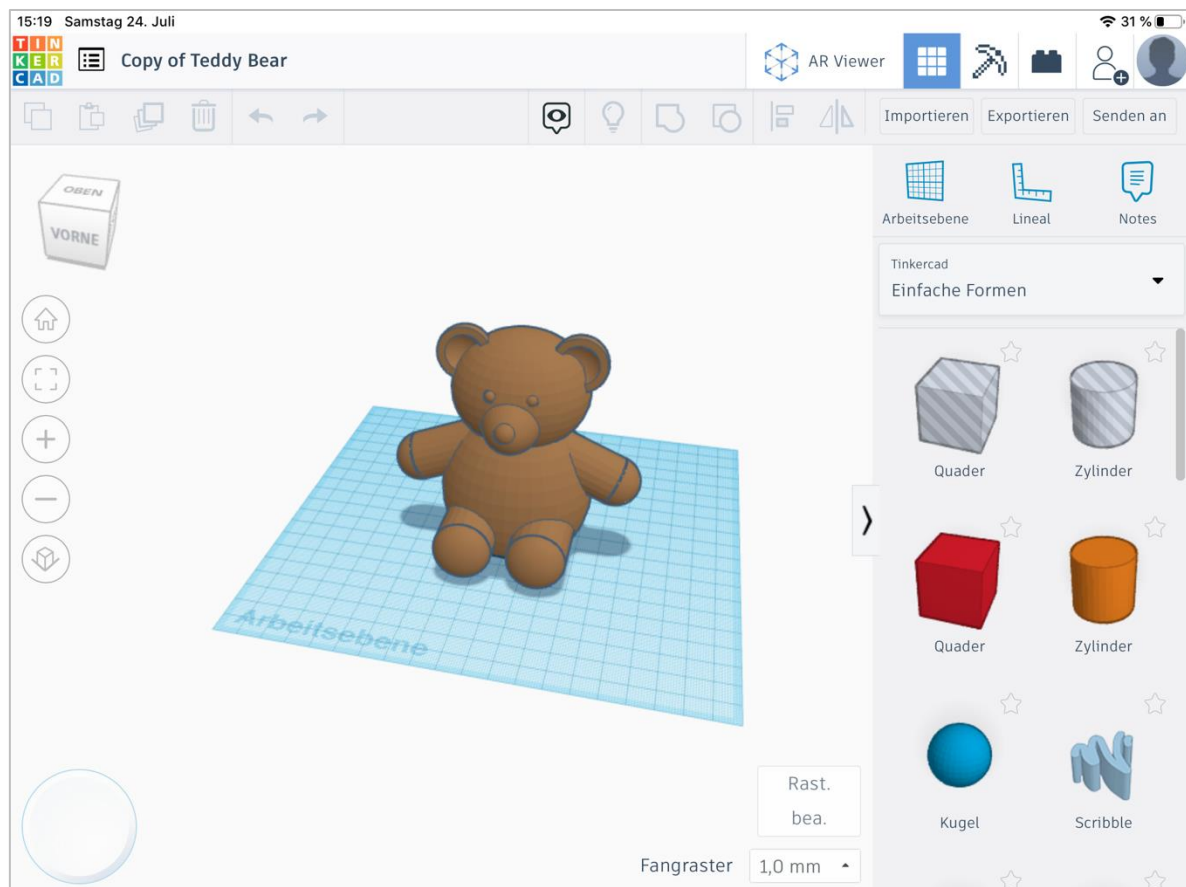 15:19 Samstag 24. Juli
31 %
TIN
KER
CAD
Copy of Teddy Bear
AR Viewer
Importieren Exportieren Senden an
OBEN
VORNE
Arbeitsebene Lineal Notes
Tinkercad
Einfache Formen
Quader Zylinder
Quader Zylinder
Arbeitsebene
Kugel Scribble
Rast.
bea.
Fangraster 1,0 mm